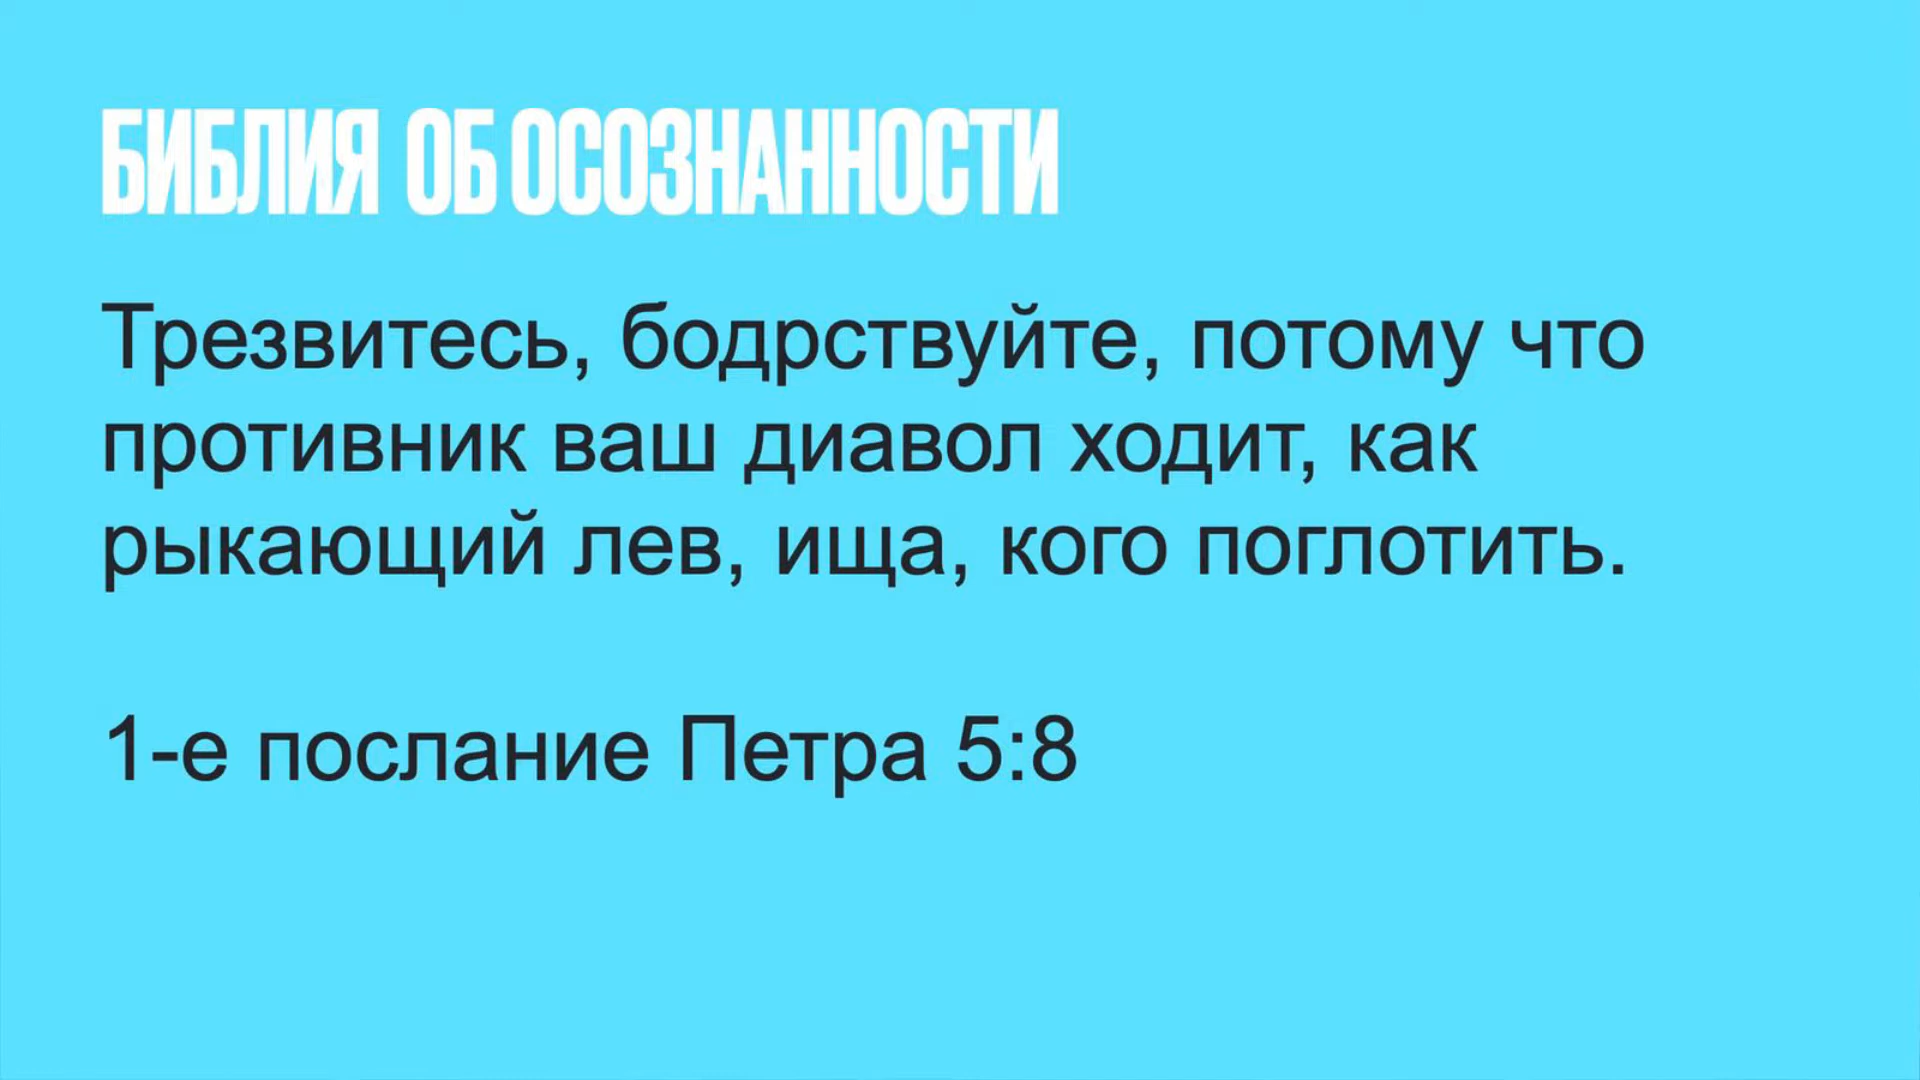 БИБЛИЯ ОБ ОСОЗНАННОСТИ
Трезвитесь, бодрствуйте, потому что
противник ваш диавол ходит, как
рыкающий лев, ища, кого поглотить.
1-е послание Петра 5:8